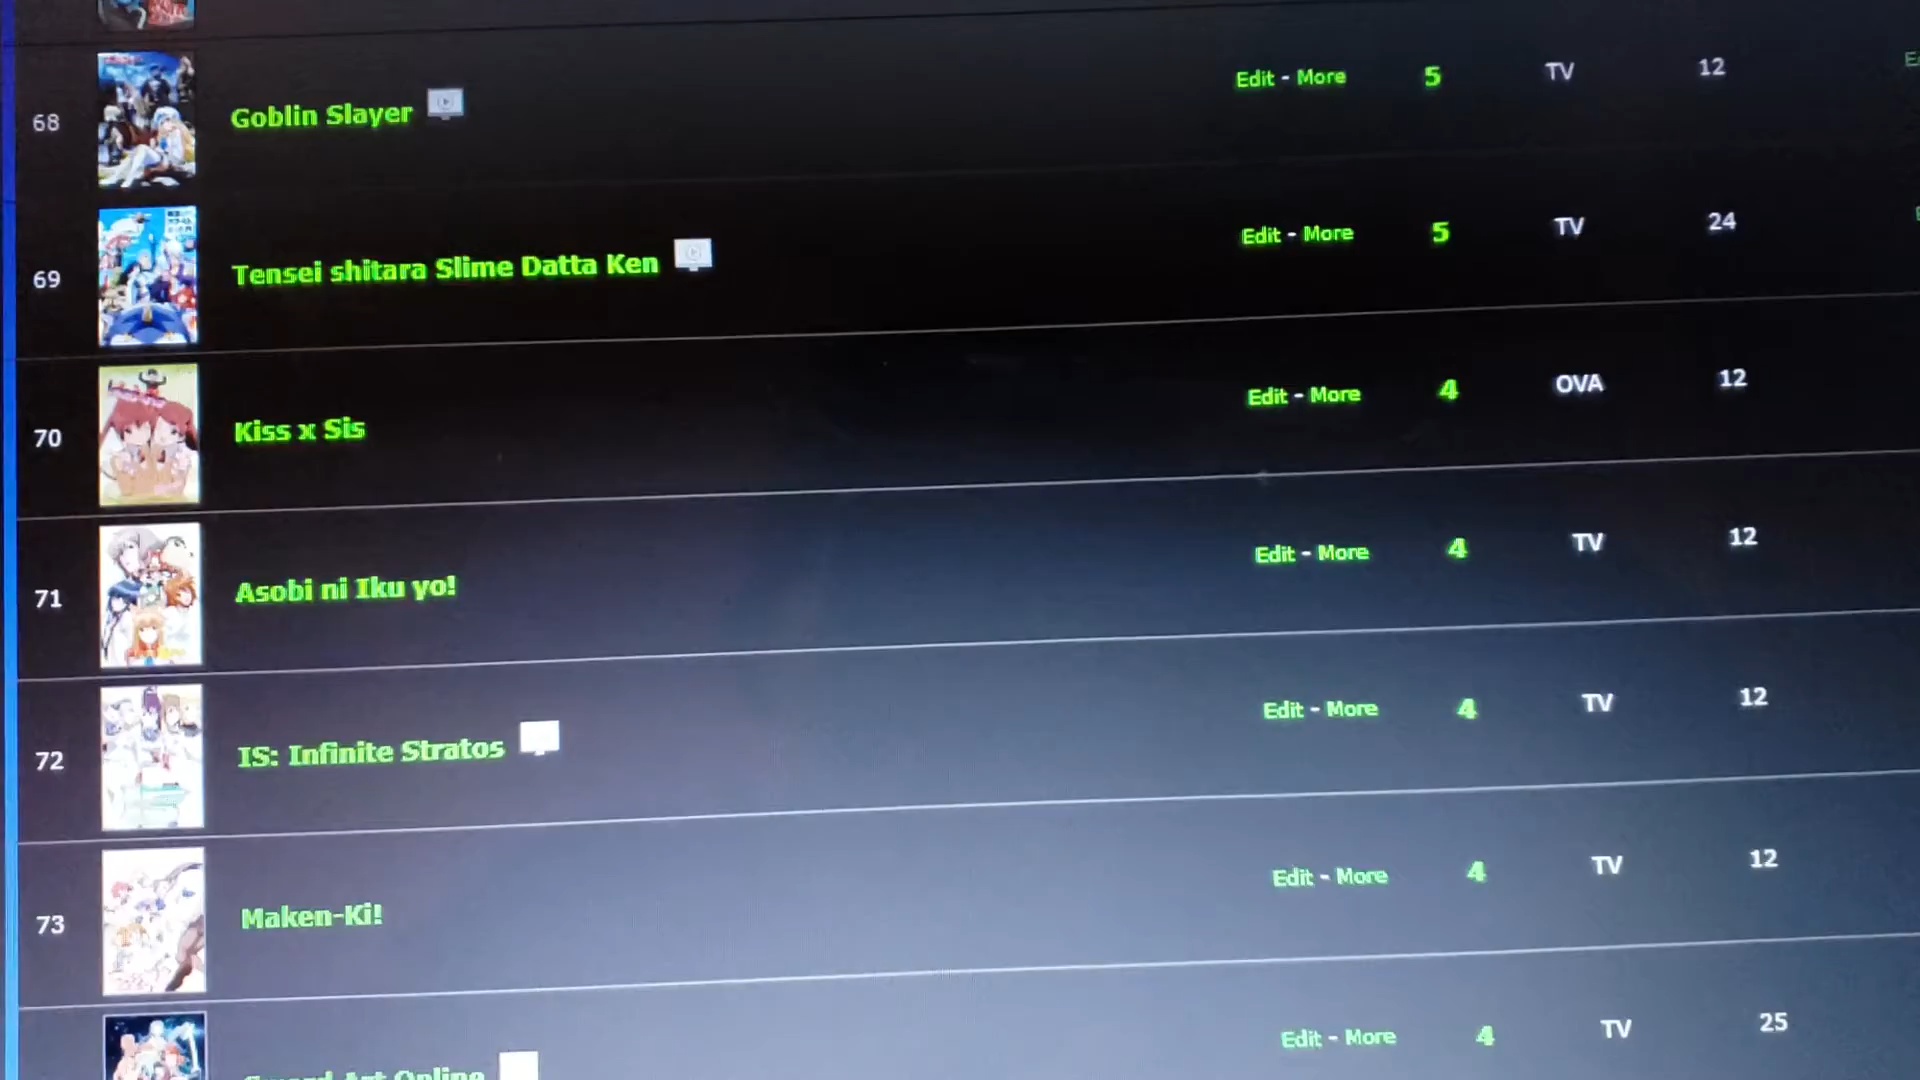 68 Goblin Slayer Edit - More 5 TV 12
69 Tensei shitara Slime Datta Ken Edit - More 5 TV 24
70 Kiss x Sis Edit - More 4 OVA 12
71 Asobi ni Iku yo! Edit - More 4 TV 12
72 IS: Infinite Stratos Edit - More 4 TV 12
73 Maken-Ki! Edit - More 4 TV 12
Sword Art Online Edit - More 4 TV 25